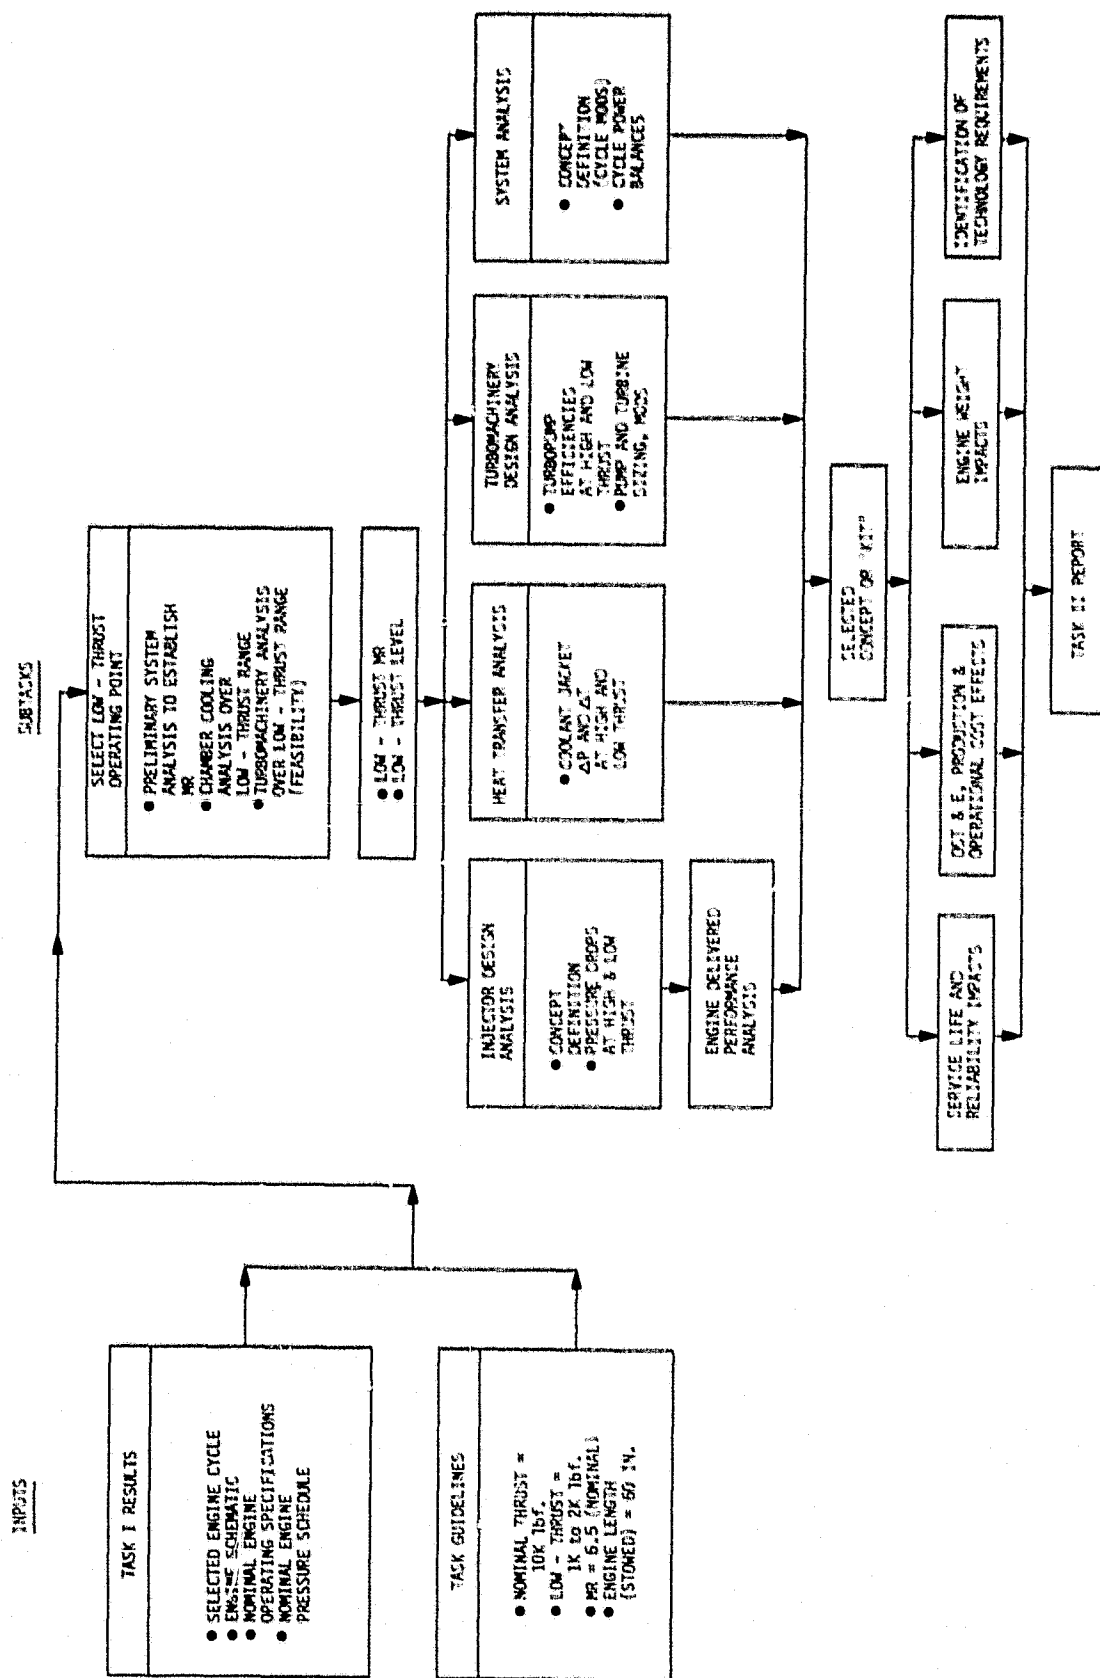 INPUTS
TASK I RESULTS
● SELECTED ENGINE CYCLE
● ENGINE SCHEMATIC
● NOMINAL ENGINE
OPERATING SPECIFICATIONS
● NOMINAL ENGINE
PRESSURE SCHEDULE
TASK GUIDELINES
● NOMINAL THRUST =
10K lbf.
● LOW - THRUST =
1K to 2K lbf.
● MR = 6.5 (NOMINAL)
● ENGINE LENGTH
(STOWED) = 60 IN.
SUBTASKS
SELECT LOW - THRUST
OPERATING POINT
● PRELIMINARY SYSTEM
ANALYSIS TO ESTABLISH
MR
● CHAMBER COOLING
ANALYSIS OVER
LOW - THRUST RANGE
● TURBOMACHINERY ANALYSIS
OVER LOW - THRUST RANGE
(FEASIBILITY)
● LOW - THRUST MR
● LOW - THRUST LEVEL
INJECTOR DESIGN
ANALYSIS
● CONCEPT
DEFINITION
● PRESSURE DROPS
AT HIGH & LOW
THRUST
ENGINE DELIVERED
PERFORMANCE
ANALYSIS
HEAT TRANSFER ANALYSIS
● COOLANT JACKET
ΔP AND ΔT
AT HIGH AND
LOW THRUST
TURBOMACHINERY
DESIGN ANALYSIS
● TURBOPUMP
EFFICIENCIES
AT HIGH AND LOW
THRUST
● PUMP AND TURBINE
SIZING, MODS
SYSTEM ANALYSIS
● CONCEPT
DEFINITION
(CYCLE MODS)
● CYCLE POWER
BALANCES
SELECTED
CONCEPT OR "KIT"
SERVICE LIFE AND
RELIABILITY IMPACTS
& E, PRODUCTION &
OPERATIONAL COST EFFECTS
ENGINE WEIGHT
IMPACTS
IDENTIFICATION OF
TECHNOLOGY REQUIREMENTS
TASK II REPORT